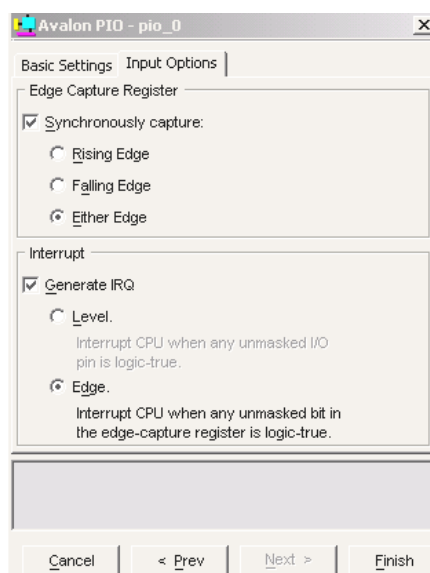 Avalon PIO - pio_0
Basic Settings Input Options
Edge Capture Register
Synchronously capture:
Rising Edge
Falling Edge
Either Edge
Interrupt
Generate IRQ
Level.
Interrupt CPU when any unmasked I/O
pin is logic-true.
Edge.
Interrupt CPU when any unmasked bit in
the edge-capture register is logic-true.
Cancel < Prev Next > Finish